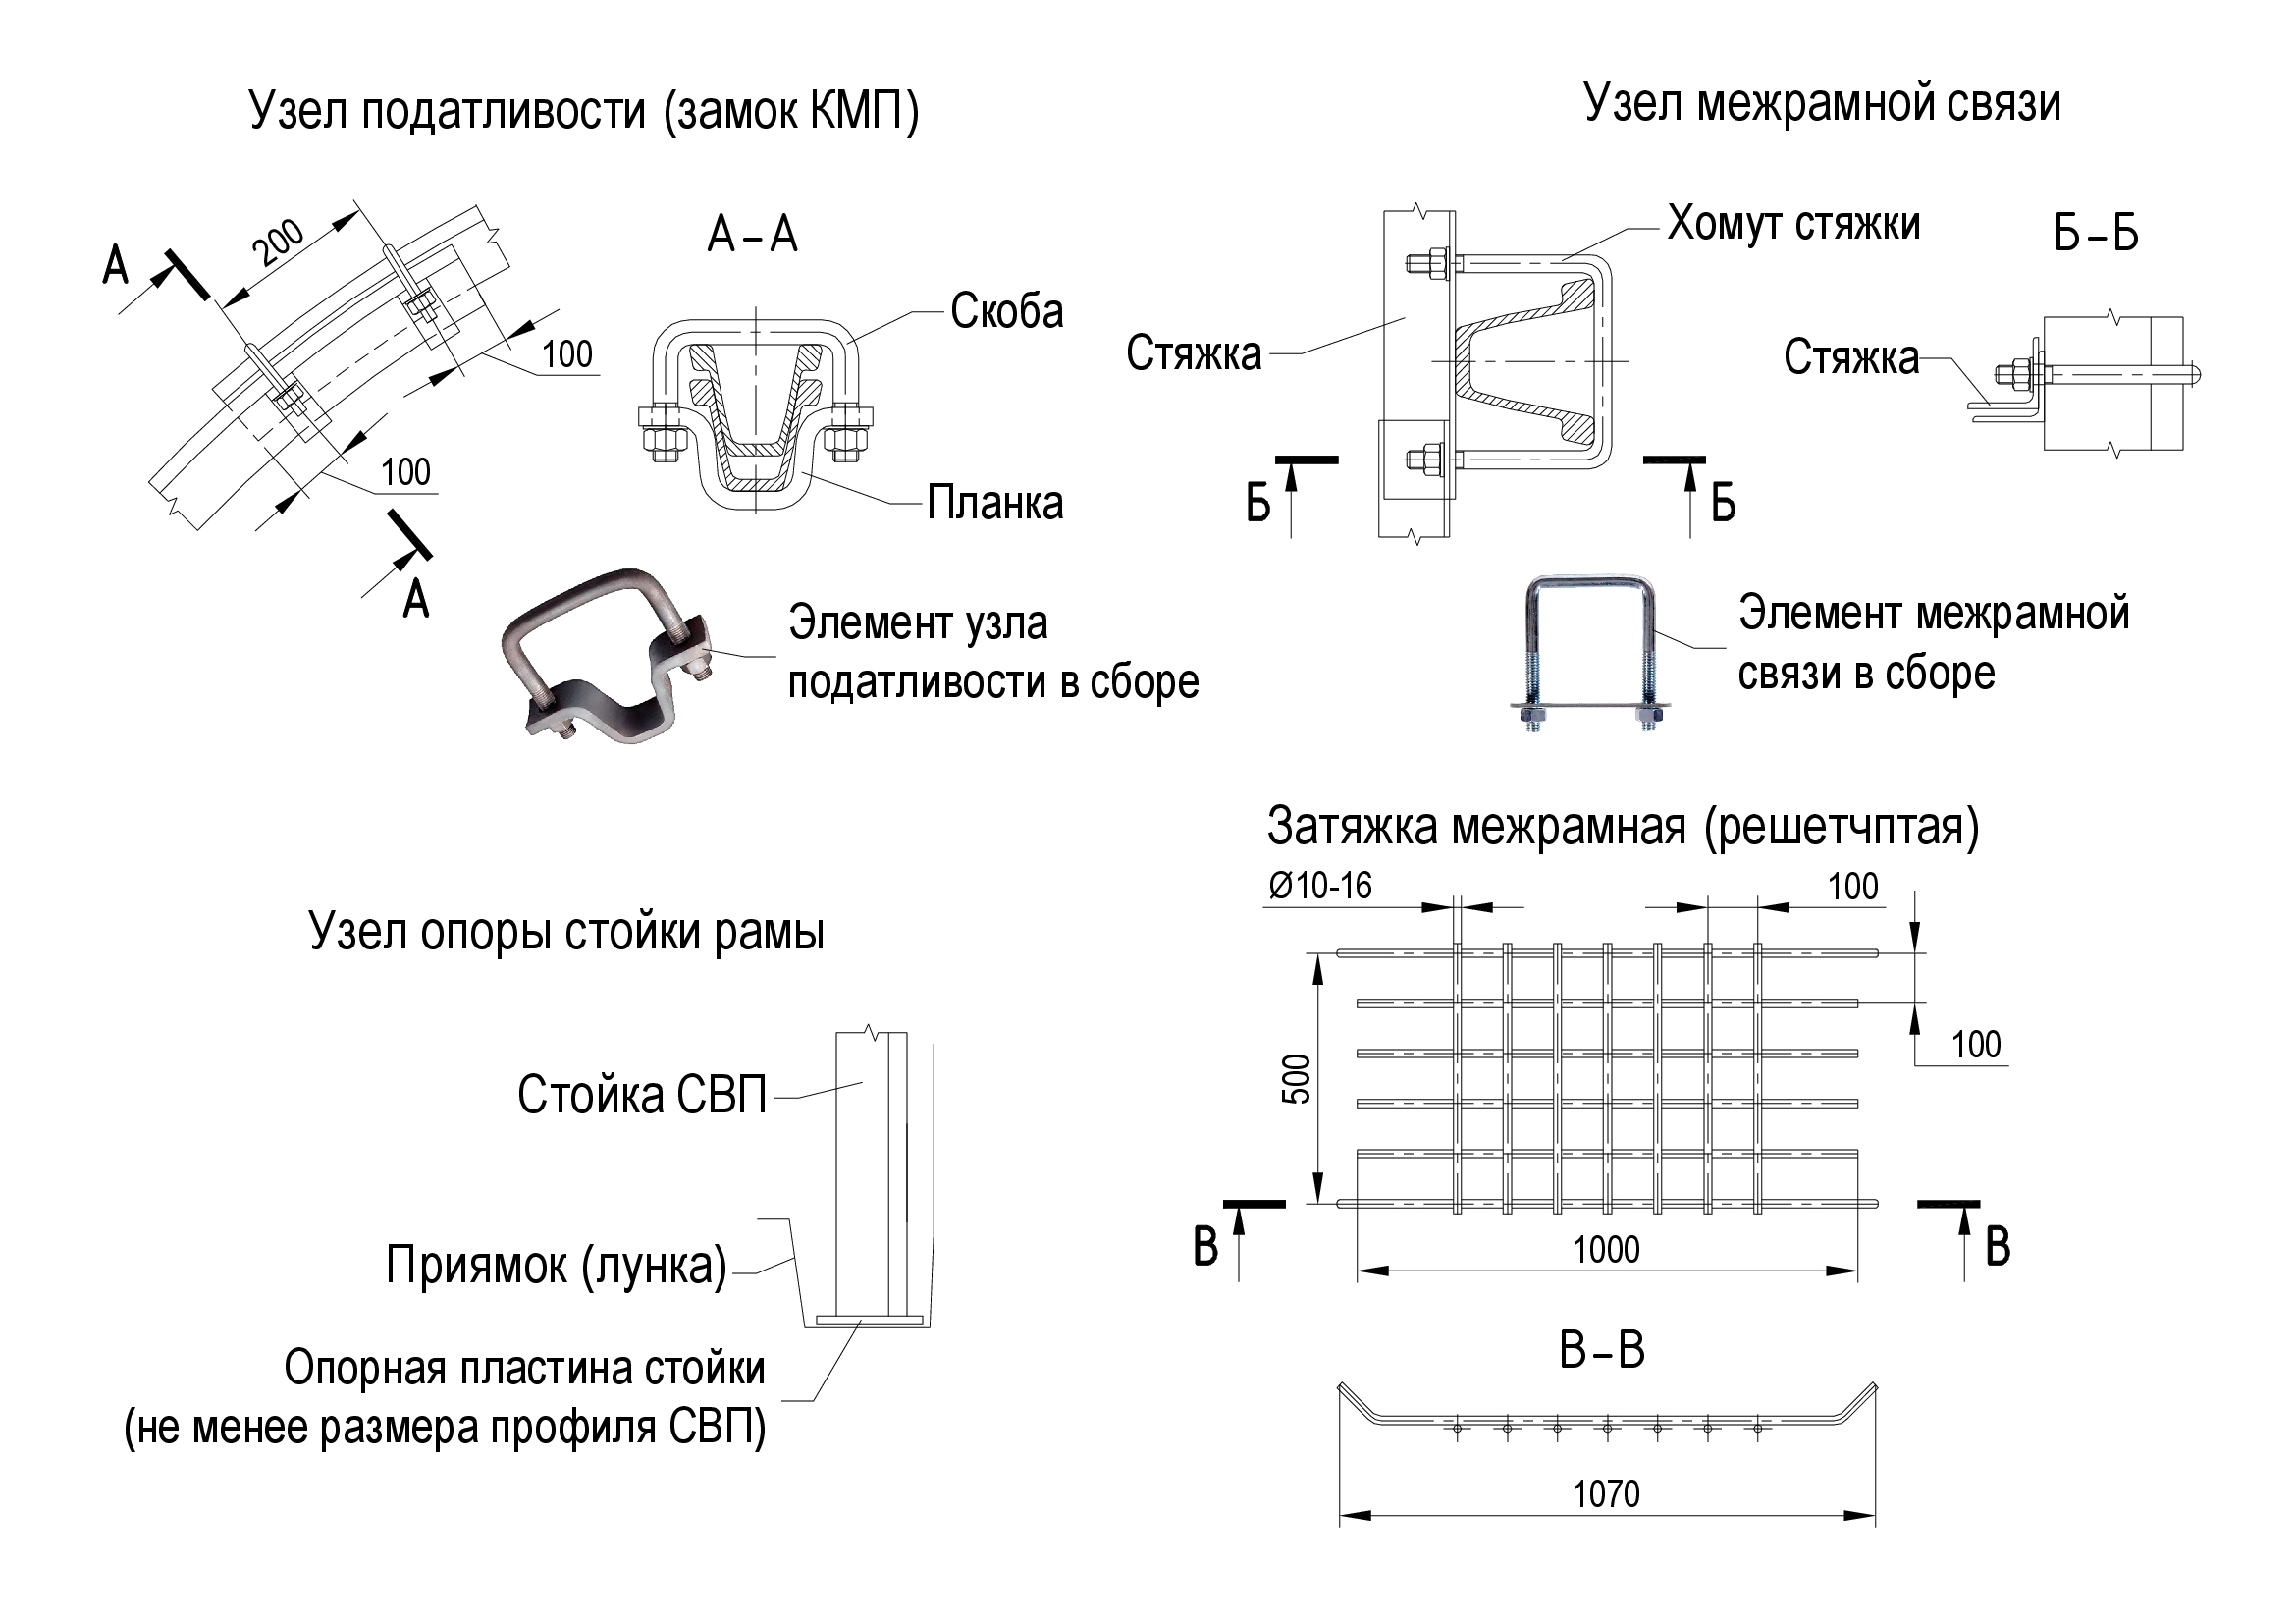 Узел податливости (замок КМП)
А
200
100
100
А
А–А
Скоба
Планка
Элемент узла
податливости в сборе
Узел межрамной связи
Хомут стяжки
Стяжка
Б
Б
Б–Б
Стяжка
Элемент межрамной
связи в сборе
Узел опоры стойки рамы
Стойка СВП
Приямок (лунка)
Опорная пластина стойки
(не менее размера профиля СВП)
Затяжка межрамная (решетчптая)
Ø10-16
100
100
500
В
1000
В
В–В
1070